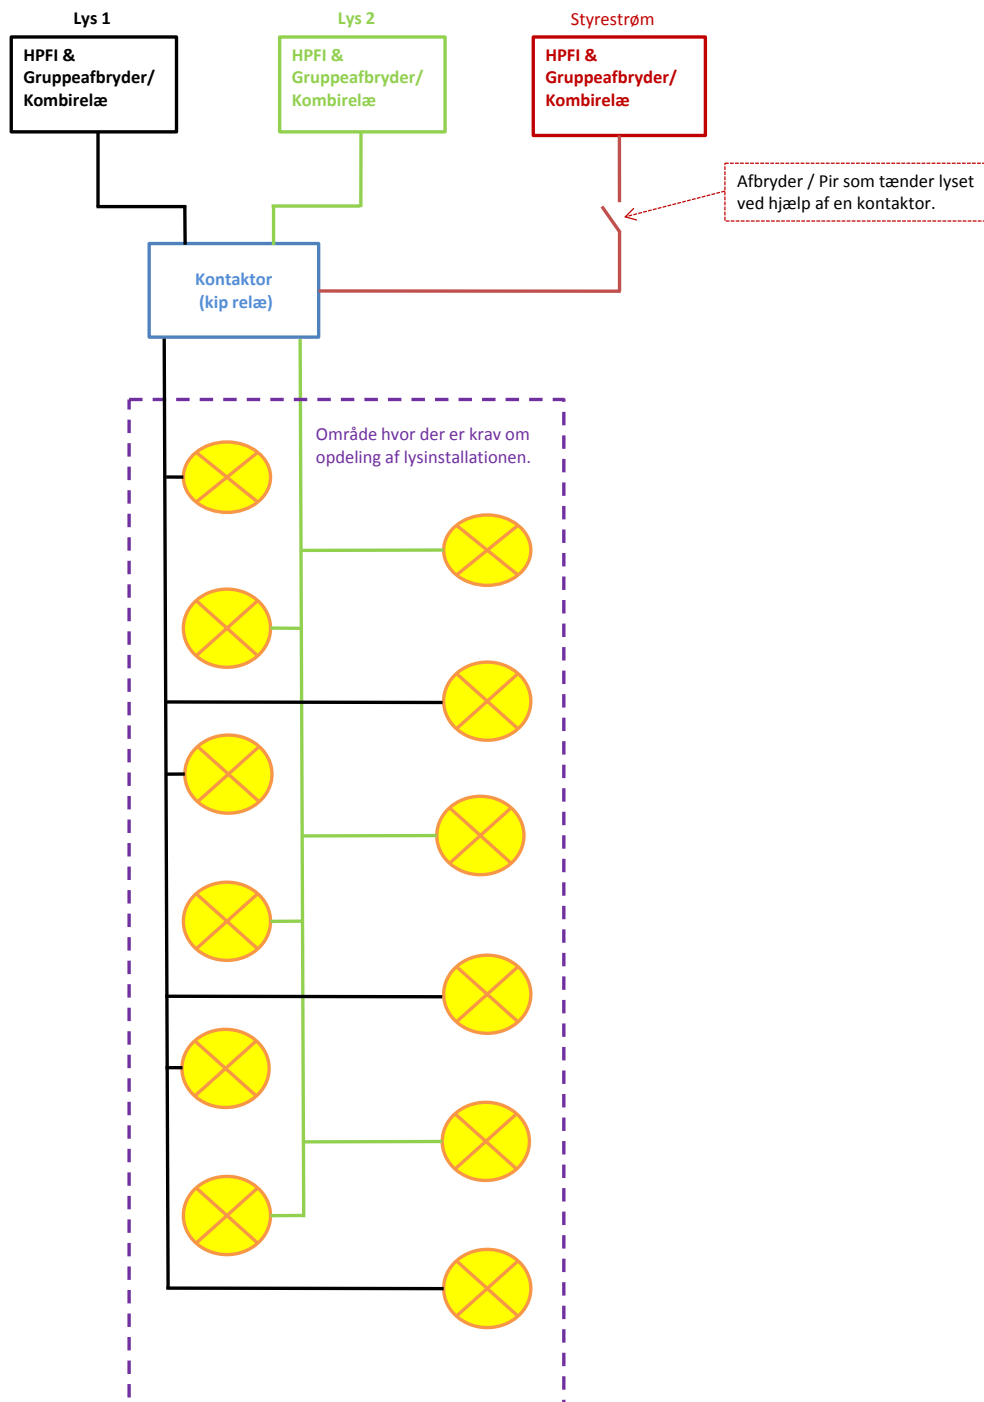 Lys 1
HPFI &
Gruppeafbryder/
Kombirelæ
Lys 2
HPFI &
Gruppeafbryder/
Kombirelæ
Styrestrøm
HPFI &
Gruppeafbryder/
Kombirelæ
Afbryder / Pir som tænder lyset
ved hjælp af en kontaktor.
Kontaktor
(kip relæ)
Område hvor der er krav om
opdeling af lysinstallationen.